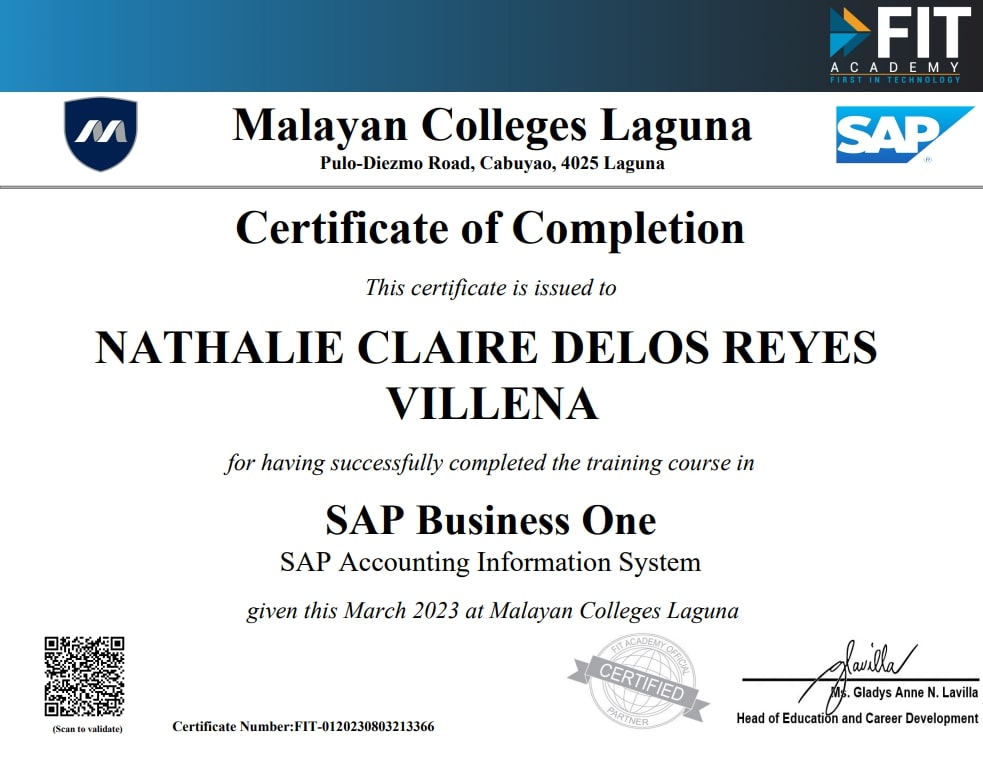 FIT
ACADEMY
FIRST IN TECHNOLOGY
Malayan Colleges Laguna
Pulo-Diezmo Road, Cabuyao, 4025 Laguna
SAP
®
Certificate of Completion
This certificate is issued to
NATHALIE CLAIRE DELOS REYES
VILLENA
for having successfully completed the training course in
SAP Business One
SAP Accounting Information System
given this March 2023 at Malayan Colleges Laguna
(Scan to validate)
Certificate Number:FIT-0120230803213366
FIT ACADEMY OFFICIAL
CERTIFIED
PARTNER
glavilla
Ms. Gladys Anne N. Lavilla
Head of Education and Career Development